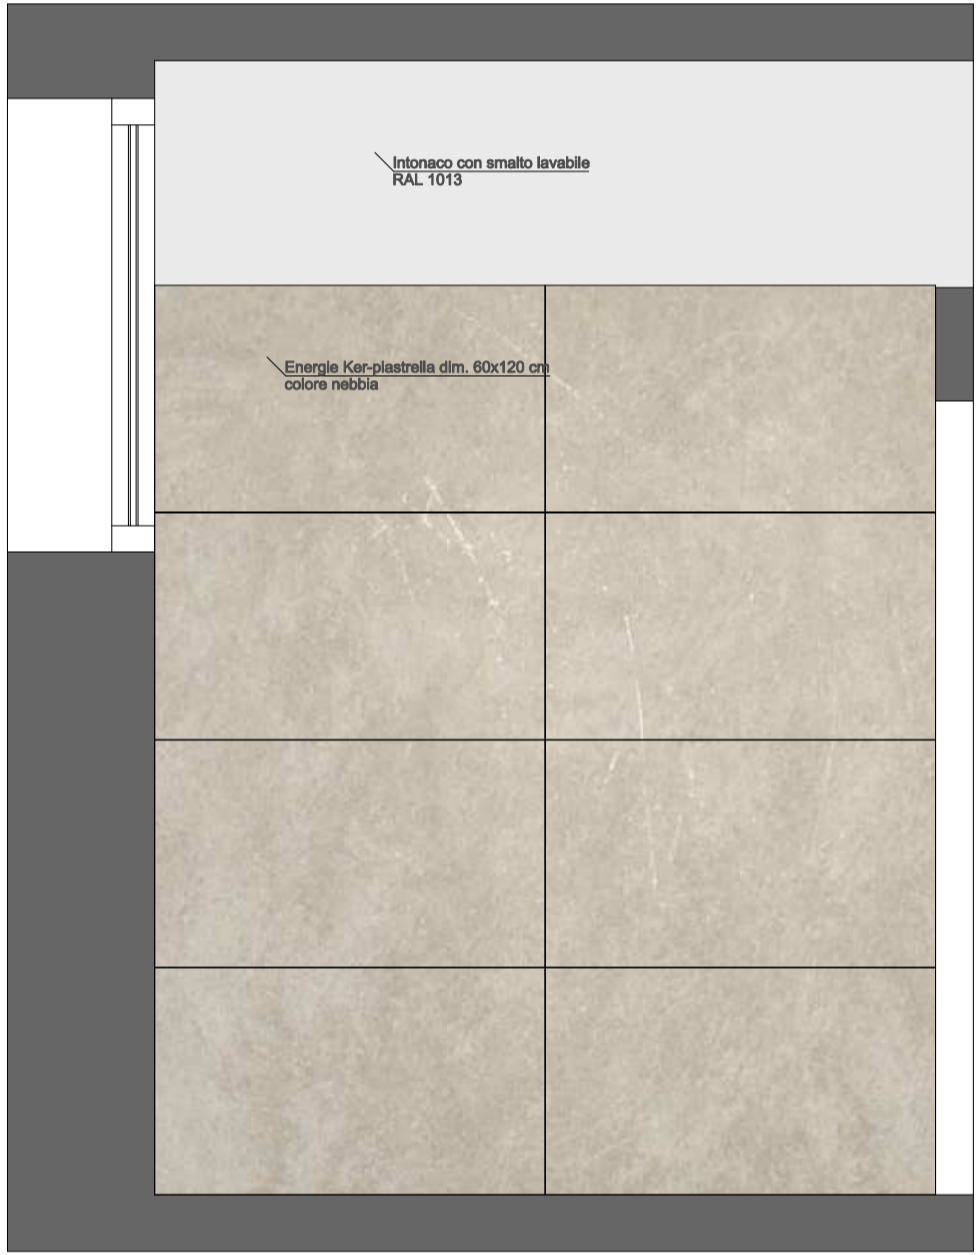 Intonaco con smalto lavabile
RAL 1013
Energie Ker-piastrella dim. 60x120 cm
colore nebbia